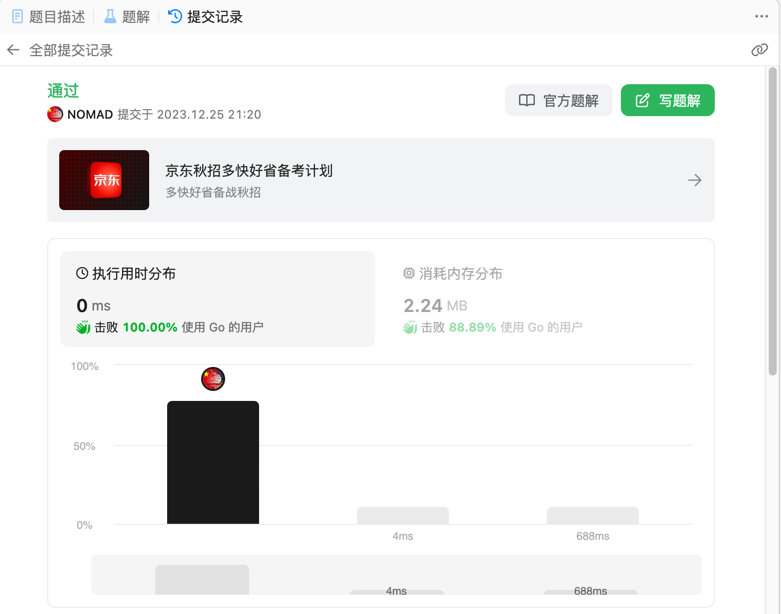 题目描述 题解 提交记录
全部提交记录
通过
NOMAD 提交于 2023.12.25 21:20
官方题解 写题解
京东
京东秋招多快好省备考计划
多快好省备战秋招
执行用时分布 消耗内存分布
0 ms 2.24 MB
击败 100.00% 使用 Go 的用户 击败 88.89% 使用 Go 的用户
100%
50%
0%
4ms 688ms
4ms 688ms